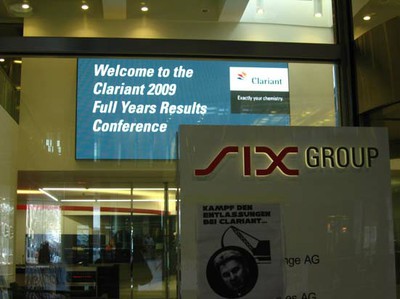 Welcome to the
Clariant 2009
Full Years Results
Conference
Clariant
Exactly your chemistry.
SIX GROUP
KAMPF DEN
ENTLASSUNGEN
BEI CLARIANT...
nge AG
AG